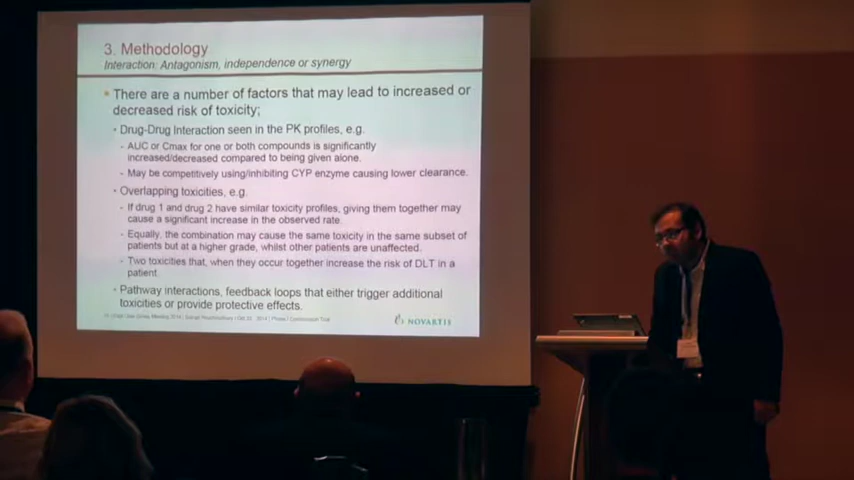 3. Methodology
Interaction: Antagonism, independence or synergy
There are a number of factors that may lead to increased or
decreased risk of toxicity;
Drug-Drug Interaction seen in the PK profiles, e.g.
- AUC or Cmax for one or both compounds is significantly
increased/decreased compared to being given alone.
- May be competitively using/inhibiting CYP enzyme causing lower clearance.
Overlapping toxicities, e.g.
- If drug 1 and drug 2 have similar toxicity profiles, giving them together may
cause a significant increase in the observed rate.
- Equally, the combination may cause the same toxicity in the same subset of
patients but at a higher grade, whilst other patients are unaffected.
- Two toxicities that, when they occur together increase the risk of DLT in a
patient.
Pathway interactions, feedback loops that either trigger additional
toxicities or provide protective effects.
NOVARTIS